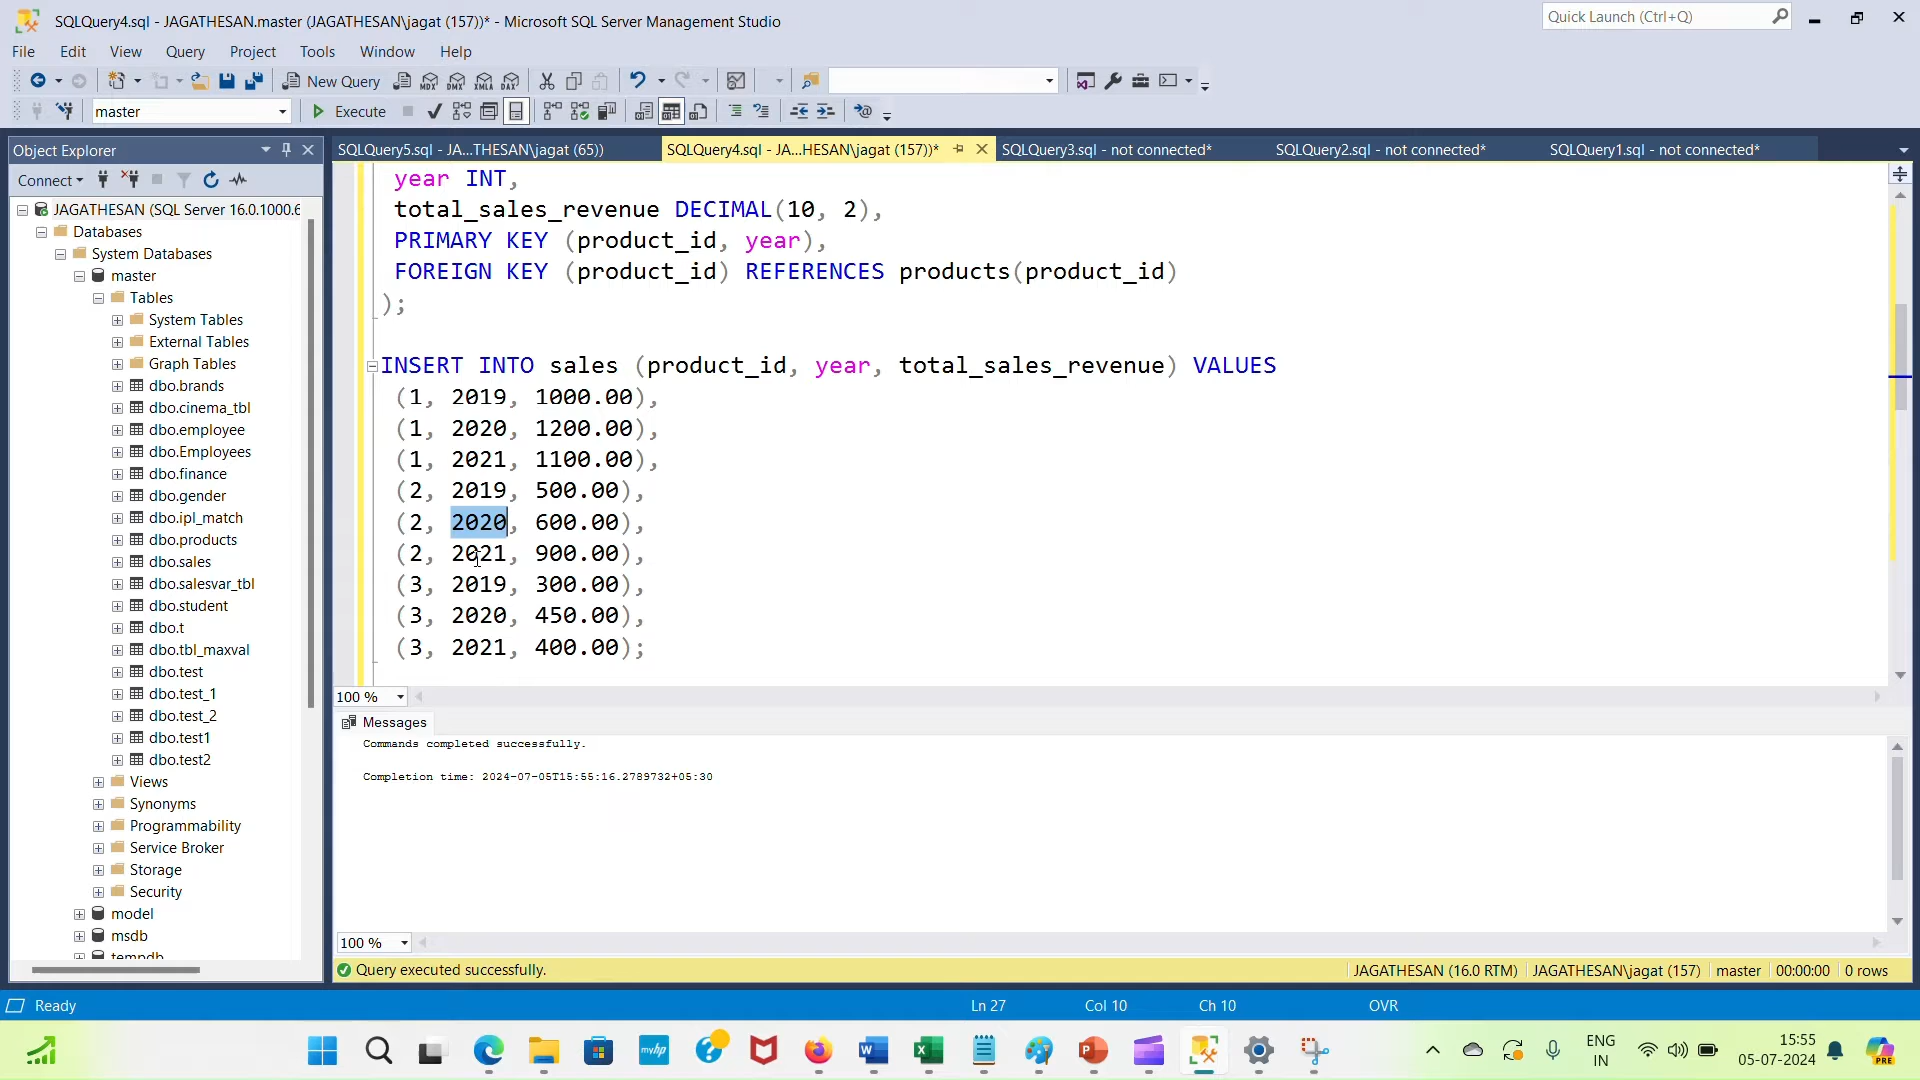 SQLQuery4.sql - JAGATHESAN.master (JAGATHESAN\jagat (157))* - Microsoft SQL Server Management Studio
Quick Launch (Ctrl+Q)
File Edit View Query Project Tools Window Help
New Query
MDX DMX XMLA DAX
master
Execute
Object Explorer
SQLQuery5.sql - JA...THESAN\jagat (65))
SQLQuery4.sql - JA...HESAN\jagat (157))*
SQLQuery3.sql - not connected*
SQLQuery2.sql - not connected*
SQLQuery1.sql - not connected*
Connect
JAGATHESAN (SQL Server 16.0.1000.6
Databases
System Databases
master
Tables
System Tables
External Tables
Graph Tables
dbo.brands
dbo.cinema_tbl
dbo.employee
dbo.Employees
dbo.finance
dbo.gender
dbo.ipl_match
dbo.products
dbo.sales
dbo.salesvar_tbl
dbo.student
dbo.t
dbo.tbl_maxval
dbo.test
dbo.test_1
dbo.test_2
dbo.test1
dbo.test2
Views
Synonyms
Programmability
Service Broker
Storage
Security
model
msdb
tempdb
year INT,
total_sales_revenue DECIMAL(10, 2),
PRIMARY KEY (product_id, year),
FOREIGN KEY (product_id) REFERENCES products(product_id)
);
INSERT INTO sales (product_id, year, total_sales_revenue) VALUES
(1, 2019, 1000.00),
(1, 2020, 1200.00),
(1, 2021, 1100.00),
(2, 2019, 500.00),
(2, 2020, 600.00),
(2, 2021, 900.00),
(3, 2019, 300.00),
(3, 2020, 450.00),
(3, 2021, 400.00);
100 %
Messages
Commands completed successfully.
Completion time: 2024-07-05T15:55:16.2789732+05:30
100 %
Query executed successfully.
JAGATHESAN (16.0 RTM) JAGATHESAN\jagat (157) master 00:00:00 0 rows
Ready
Ln 27 Col 10 Ch 10 OVR
myhp
ENG
IN
15:55
05-07-2024
PRE